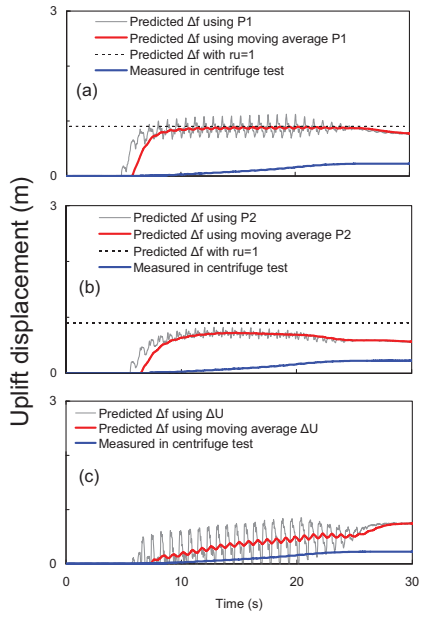 3
Predicted Δf using P1
Predicted Δf using moving average P1
Predicted Δf with ru=1
Measured in centrifuge test
(a)
0
3
Predicted Δf using P2
Predicted Δf using moving average P2
Predicted Δf with ru=1
Measured in centrifuge test
(b)
0
Uplift displacement (m)
3
Predicted Δf using ΔU
Predicted Δf using moving average ΔU
Measured in centrifuge test
(c)
0
0 10 20 30
Time (s)